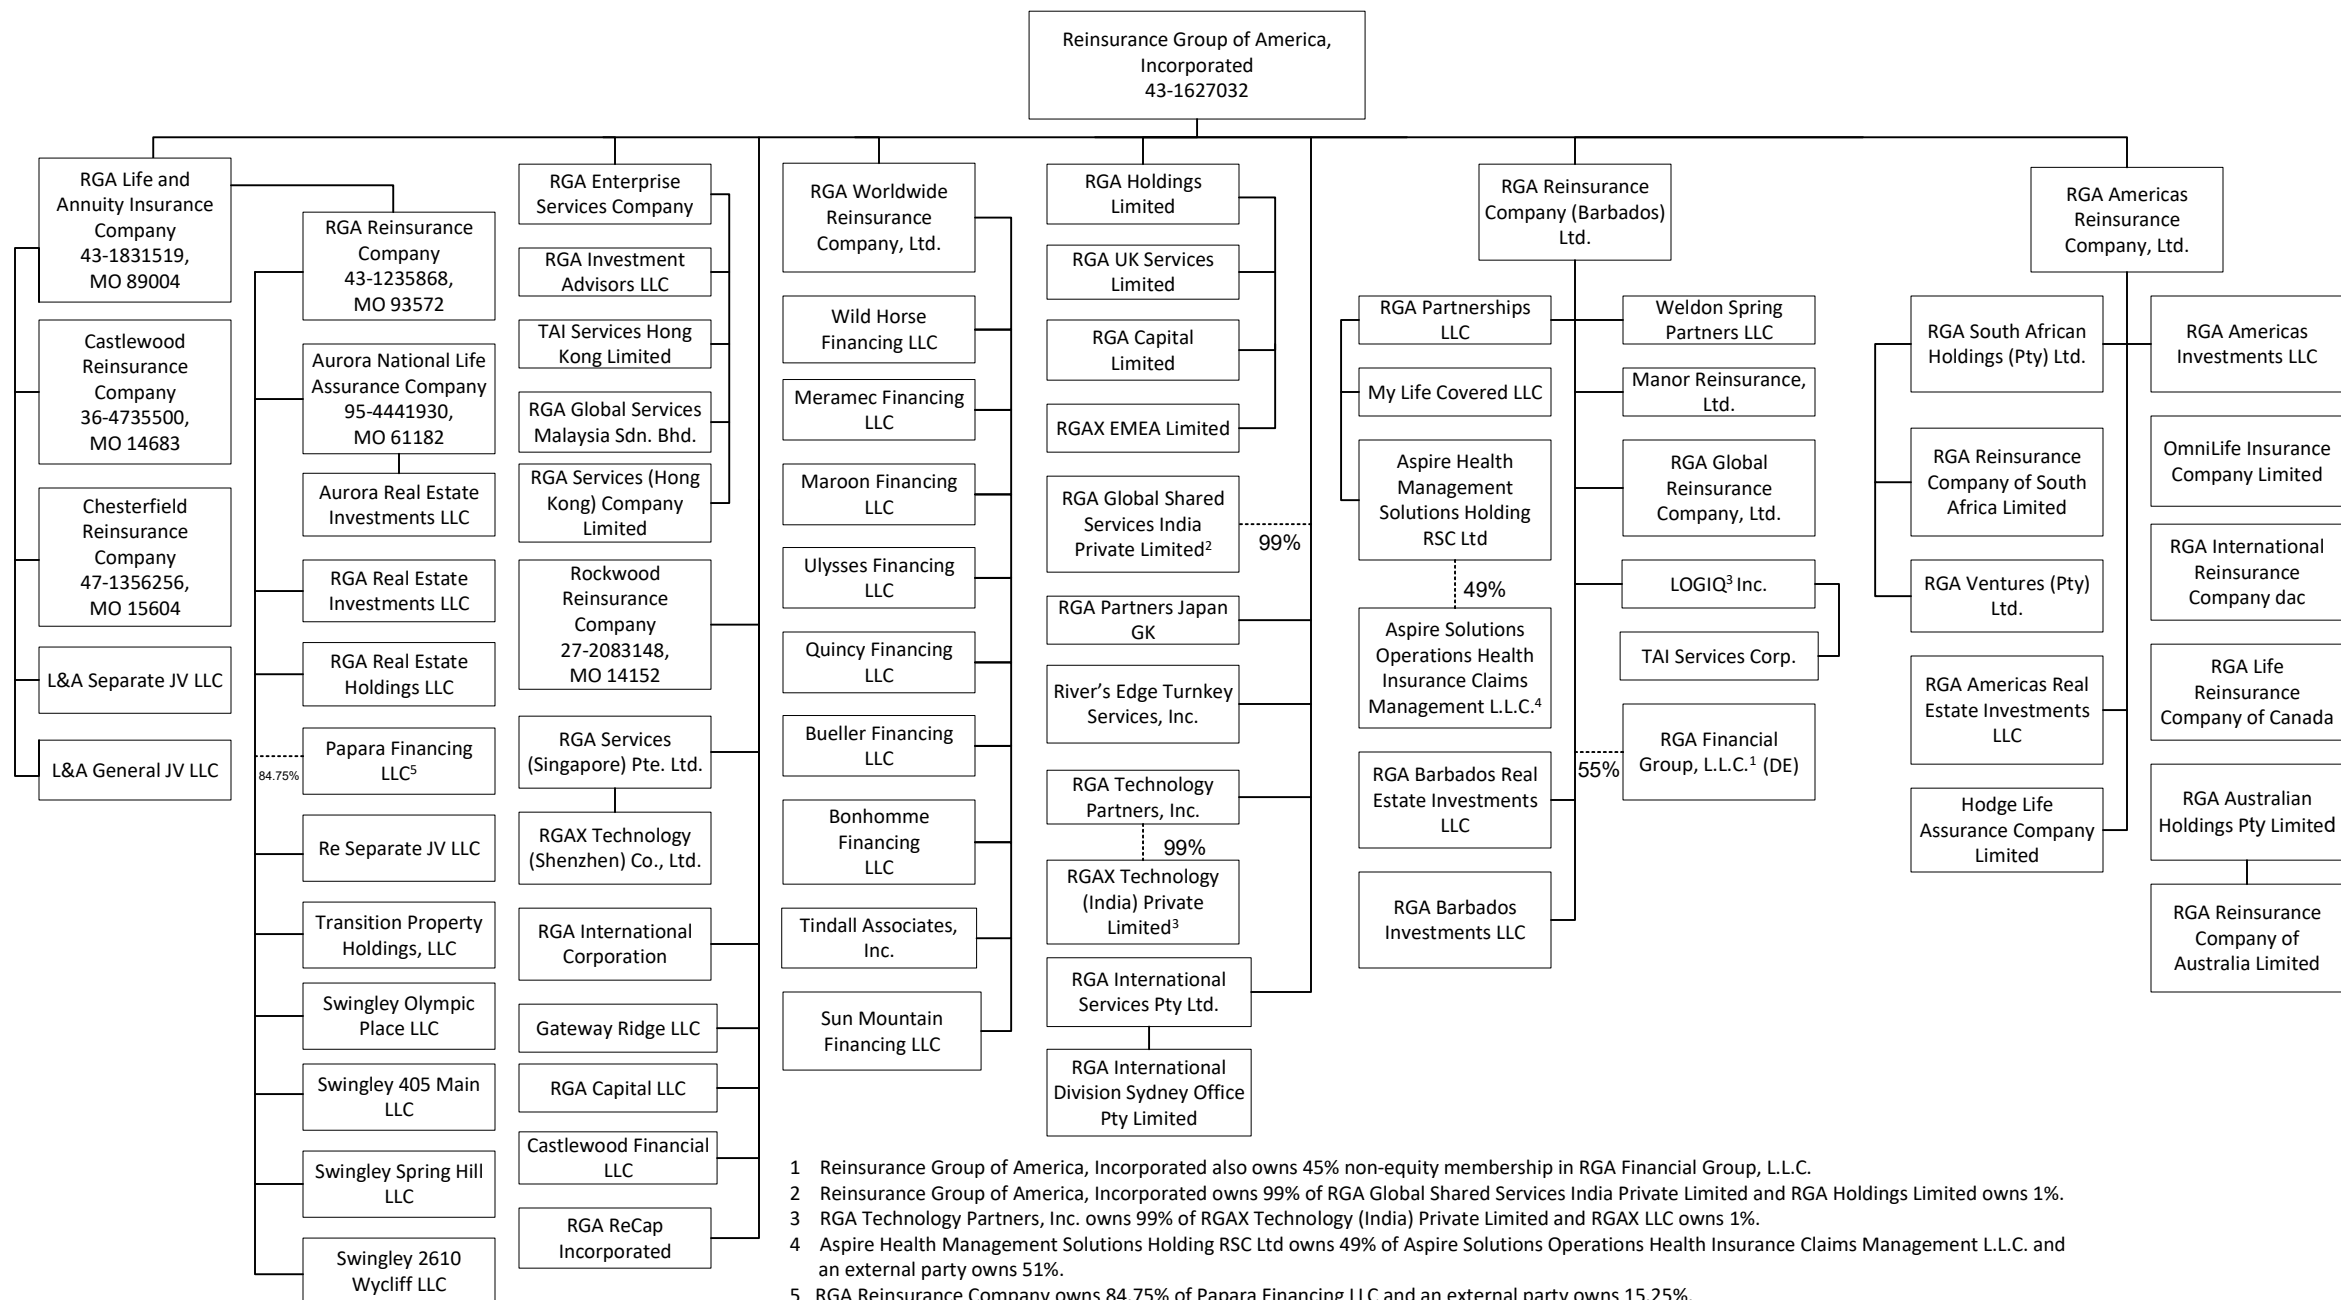 Reinsurance Group of America,
Incorporated
43-1627032
RGA Life and
Annuity Insurance
Company
43-1831519,
MO 89004
Castlewood
Reinsurance
Company
36-4735500,
MO 14683
Chesterfield
Reinsurance
Company
47-1356256,
MO 15604
L&A Separate JV LLC
L&A General JV LLC
RGA Reinsurance
Company
43-1235868,
MO 93572
Aurora National Life
Assurance Company
95-4441930,
MO 61182
Aurora Real Estate
Investments LLC
RGA Real Estate
Investments LLC
RGA Real Estate
Holdings LLC
84.75%
Papara Financing
LLC5
Re Separate JV LLC
Transition Property
Holdings, LLC
Swingley Olympic
Place LLC
Swingley 405 Main
LLC
Swingley Spring Hill
LLC
Swingley 2610
Wycliff LLC
RGA Enterprise
Services Company
RGA Investment
Advisors LLC
TAI Services Hong
Kong Limited
RGA Global Services
Malaysia Sdn. Bhd.
RGA Services (Hong
Kong) Company
Limited
Rockwood
Reinsurance
Company
27-2083148,
MO 14152
RGA Services
(Singapore) Pte. Ltd.
RGAX Technology
(Shenzhen) Co., Ltd.
RGA International
Corporation
Gateway Ridge LLC
RGA Capital LLC
Castlewood Financial
LLC
RGA ReCap
Incorporated
RGA Worldwide
Reinsurance
Company, Ltd.
Wild Horse
Financing LLC
Meramec Financing
LLC
Maroon Financing
LLC
Ulysses Financing
LLC
Quincy Financing
LLC
Bueller Financing
LLC
Bonhomme
Financing
LLC
Tindall Associates,
Inc.
Sun Mountain
Financing LLC
RGA Holdings
Limited
RGA UK Services
Limited
RGA Capital
Limited
RGAX EMEA Limited
RGA Global Shared
Services India
Private Limited2
99%
RGA Partners Japan
GK
River's Edge Turnkey
Services, Inc.
RGA Technology
Partners, Inc.
99%
RGAX Technology
(India) Private
Limited3
RGA International
Services Pty Ltd.
RGA International
Division Sydney Office
Pty Limited
RGA Reinsurance
Company (Barbados)
Ltd.
RGA Partnerships
LLC
My Life Covered LLC
Aspire Health
Management
Solutions Holding
RSC Ltd
49%
Aspire Solutions
Operations Health
Insurance Claims
Management L.L.C.4
RGA Barbados Real
Estate Investments
LLC
RGA Barbados
Investments LLC
Weldon Spring
Partners LLC
Manor Reinsurance,
Ltd.
RGA Global
Reinsurance
Company, Ltd.
LOGIQ3 Inc.
TAI Services Corp.
55%
RGA Financial
Group, L.L.C.1 (DE)
RGA Americas
Reinsurance
Company, Ltd.
RGA South African
Holdings (Pty) Ltd.
RGA Reinsurance
Company of South
Africa Limited
RGA Ventures (Pty)
Ltd.
RGA Americas Real
Estate Investments
LLC
Hodge Life
Assurance Company
Limited
RGA Americas
Investments LLC
OmniLife Insurance
Company Limited
RGA International
Reinsurance
Company dac
RGA Life
Reinsurance
Company of Canada
RGA Australian
Holdings Pty Limited
RGA Reinsurance
Company of
Australia Limited
1 Reinsurance Group of America, Incorporated also owns 45% non-equity membership in RGA Financial Group, L.L.C.
2 Reinsurance Group of America, Incorporated owns 99% of RGA Global Shared Services India Private Limited and RGA Holdings Limited owns 1%.
3 RGA Technology Partners, Inc. owns 99% of RGAX Technology (India) Private Limited and RGAX LLC owns 1%.
4 Aspire Health Management Solutions Holding RSC Ltd owns 49% of Aspire Solutions Operations Health Insurance Claims Management L.L.C. and
an external party owns 51%.
5 RGA Reinsurance Company owns 84.75% of Papara Financing LLC and an external party owns 15.25%.